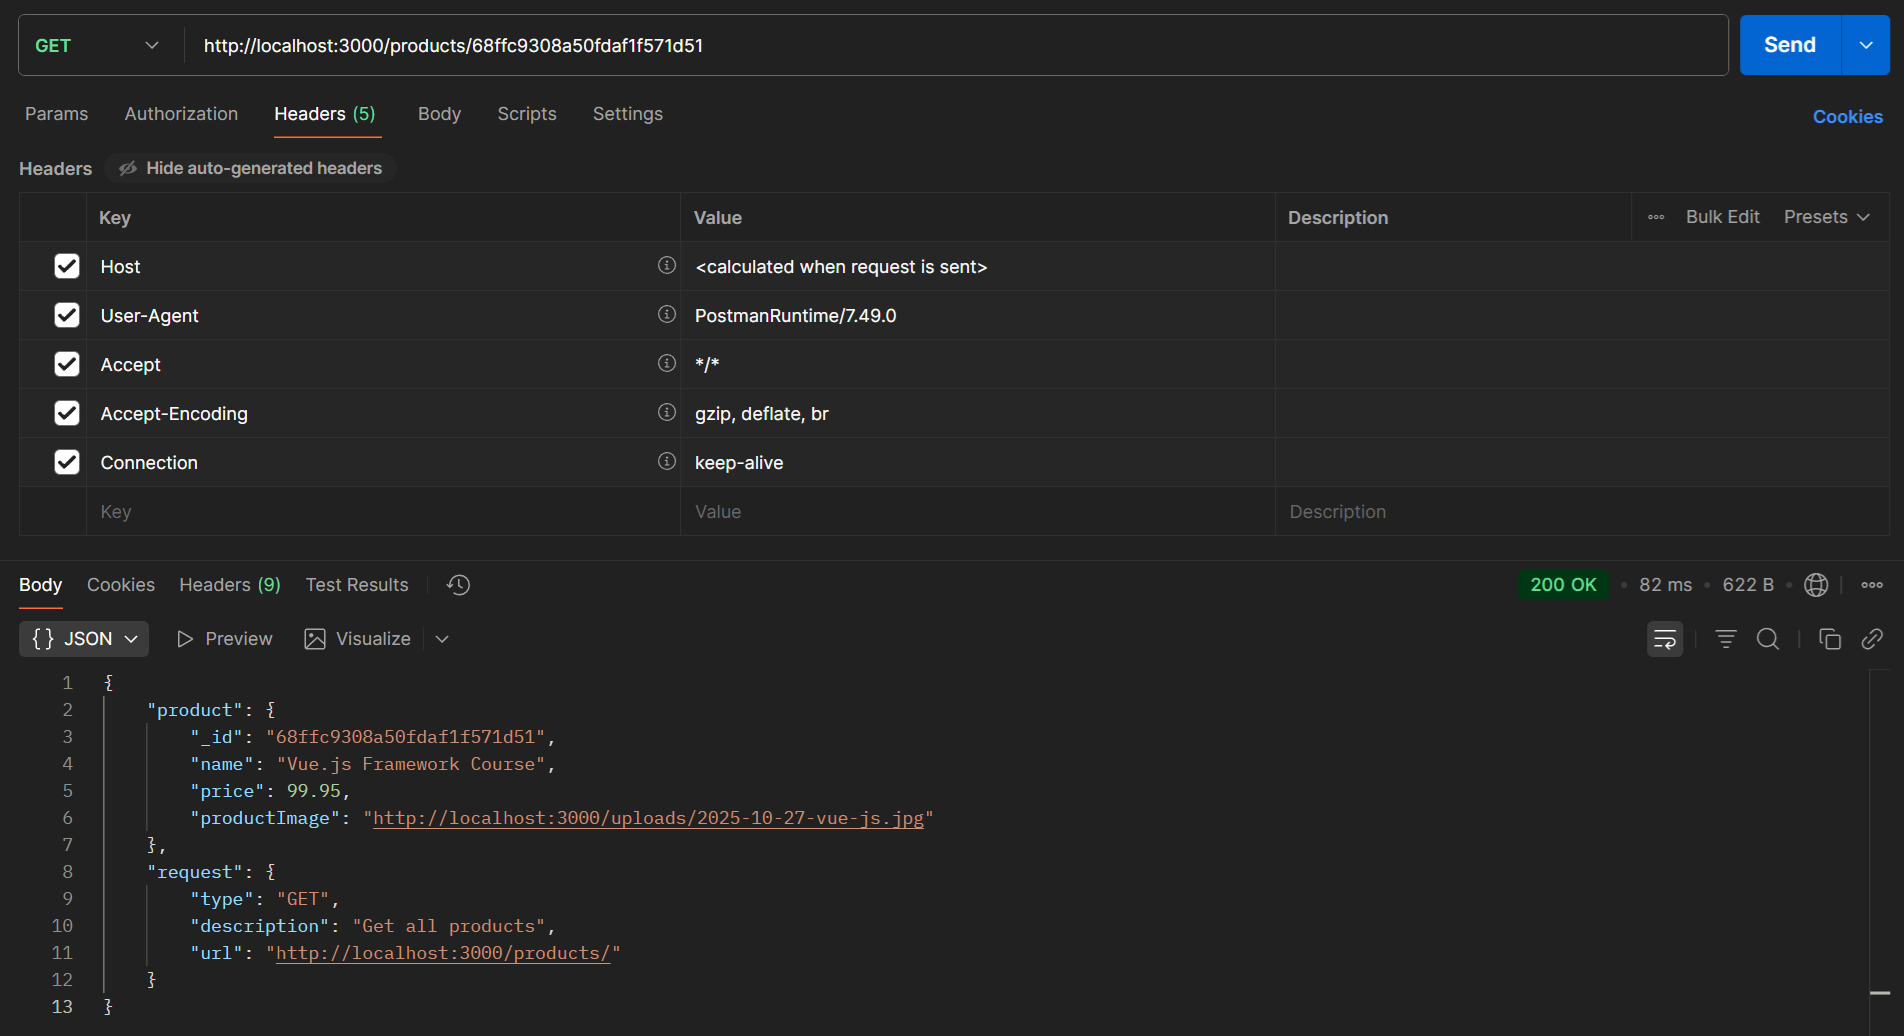 GET http://localhost:3000/products/68ffc9308a50fdaf1f571d51 Send
Params Authorization Headers (5) Body Scripts Settings Cookies
Headers Hide auto-generated headers
Key Value Description Bulk Edit Presets
Host <calculated when request is sent>
User-Agent PostmanRuntime/7.49.0
Accept */*
Accept-Encoding gzip, deflate, br
Connection keep-alive
Key Value Description
Body Cookies Headers (9) Test Results 200 OK • 82 ms • 622 B
{} JSON Preview Visualize
1 {
2 "product": {
3 "_id": "68ffc9308a50fdaf1f571d51",
4 "name": "Vue.js Framework Course",
5 "price": 99.95,
6 "productImage": "http://localhost:3000/uploads/2025-10-27-vue-js.jpg"
7 },
8 "request": {
9 "type": "GET",
10 "description": "Get all products",
11 "url": "http://localhost:3000/products/"
12 }
13 }